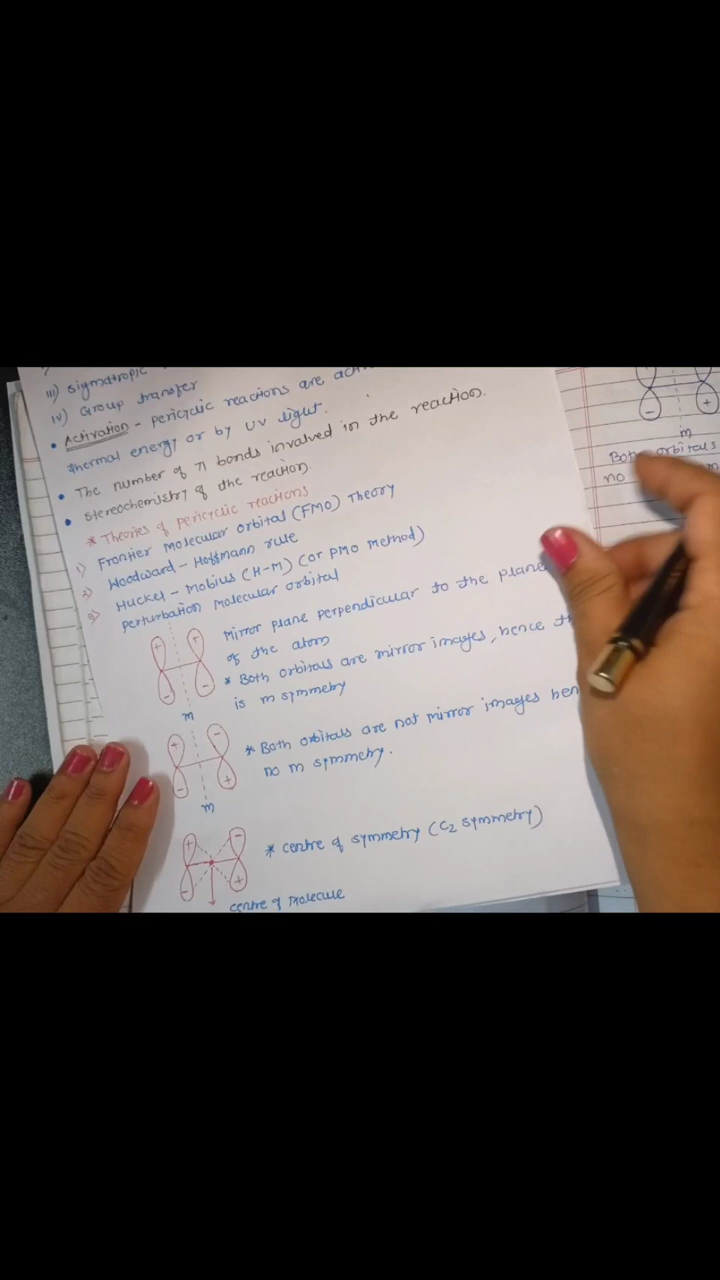 iii) Sigmatropic
iv) Group transfer
• Activation - pericyclic reactions are
thermal energy or by UV light.
• The number of π bonds involved in the reaction.
• Stereochemistry of the reaction.
* Theories of pericyclic reactions
1) Frontier Molecular Orbital (FMO) Theory
2) Woodward - Hoffmann rule
3) Huckel - Mobius (H-M) (or PMO Method)
perturbation Molecular orbital
+ +
- -
m
Mirror plane perpendicular to the plane
of the atom
* Both orbitals are mirror images, hence
is m symmetry
+ -
- +
m
* Both orbitals are not mirror images
no m symmetry.
+ -
- +
* centre of symmetry (C2 symmetry)
centre of Molecule
- +
m
Both orbitals
no